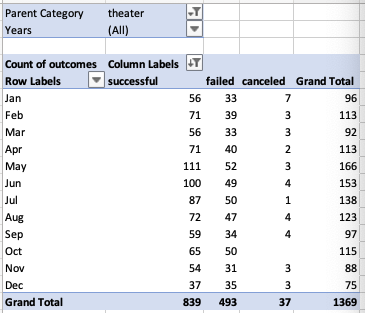 Parent Category theater
Years (All)
Count of outcomes Column Labels
Row Labels successful failed canceled Grand Total
Jan 56 33 7 96
Feb 71 39 3 113
Mar 56 33 3 92
Apr 71 40 2 113
May 111 52 3 166
Jun 100 49 4 153
Jul 87 50 1 138
Aug 72 47 4 123
Sep 59 34 4 97
Oct 65 50 115
Nov 54 31 3 88
Dec 37 35 3 75
Grand Total 839 493 37 1369